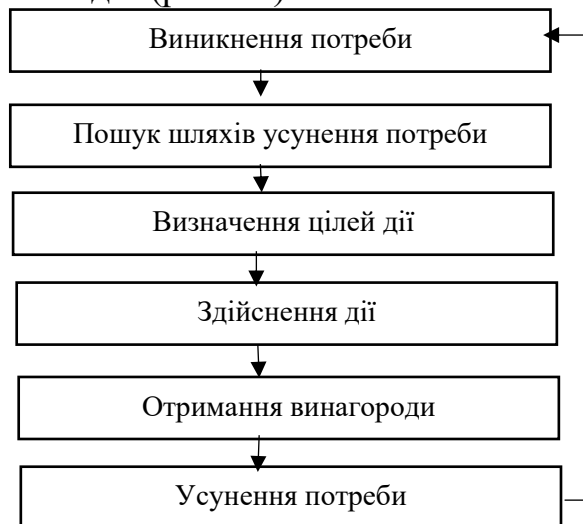 Виникнення потреби
Пошук шляхів усунення потреби
Визначення цілей дії
Здійснення дії
Отримання винагороди
Усунення потреби